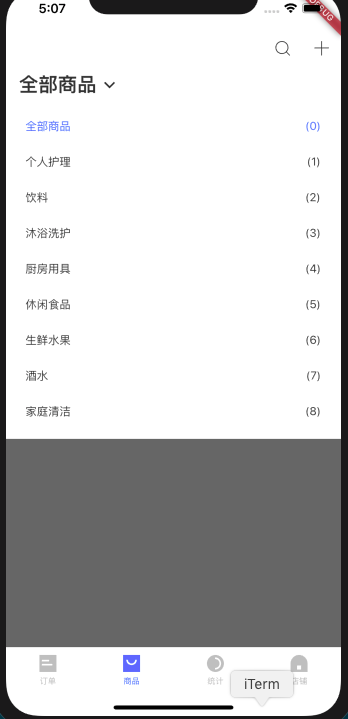 5:07
全部商品
全部商品 (0)
个人护理 (1)
饮料 (2)
沐浴洗护 (3)
厨房用具 (4)
休闲食品 (5)
生鲜水果 (6)
酒水 (7)
家庭清洁 (8)
订单 商品 统计 店铺
iTerm